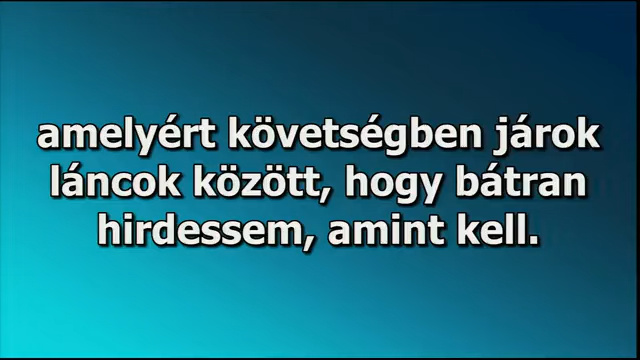 amelyért követségben járok
láncok között, hogy bátran
hirdessem, amint kell.